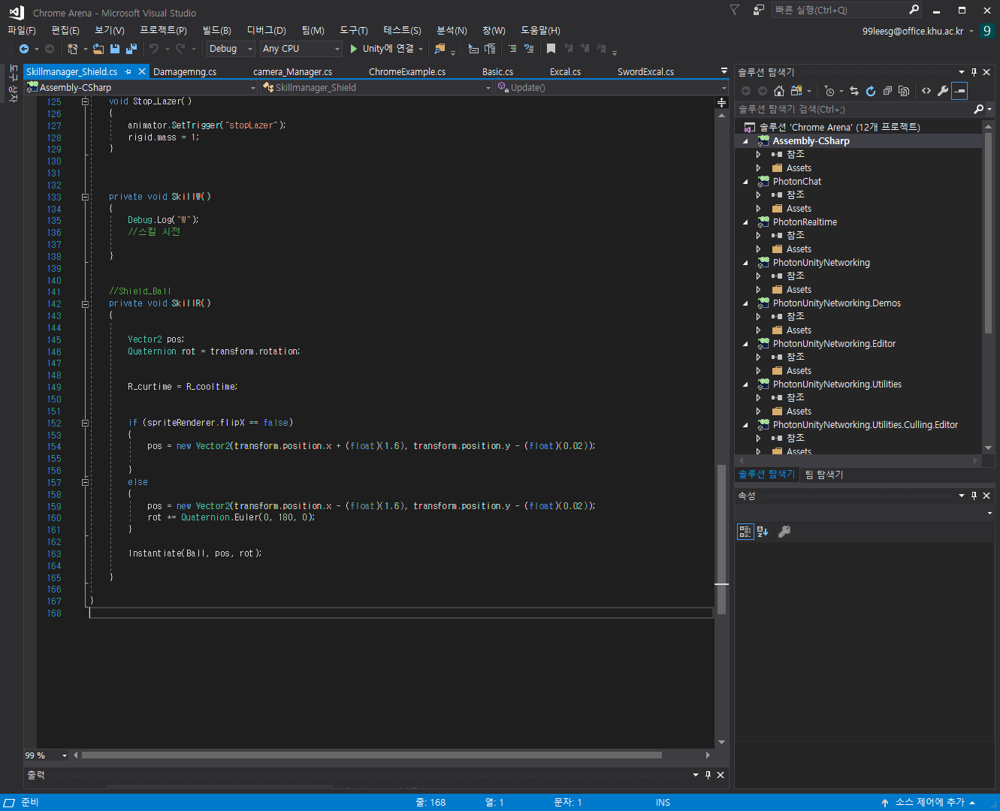 Chrome Arena - Microsoft Visual Studio
빠른 실행(Ctrl+Q)
파일(F) 편집(E) 보기(V) 프로젝트(P) 빌드(B) 디버그(D) 팀(M) 도구(T) 테스트(S) 분석(N) 창(W) 도움말(H)
99leesg@office.khu.ac.kr 9
Debug Any CPU Unity에 연결
도구 상자
Skillmanager_Shield.cs Damagemng.cs camera_Manager.cs ChromeExample.cs Basic.cs Excal.cs SwordExcal.cs
Assembly-CSharp Skillmanager_Shield Update()
125 void Stop_Lazer()
126 {
127 animator.SetTrigger("stopLazer");
128 rigid.mass = 1;
129 }
130
131
132
133 private void SkillW()
134 {
135 Debug.Log("W");
136 //스킬 시전
137
138 }
139
140
141 //Shield_Ball
142 private void SkillR()
143 {
144
145 Vector2 pos;
146 Quaternion rot = transform.rotation;
147
148
149 R_curtime = R_cooltime;
150
151
152 if (spriteRenderer.flipX == false)
153 {
154 pos = new Vector2(transform.position.x + (float)(1.6), transform.position.y - (float)(0.02));
155
156 }
157 else
158 {
159 pos = new Vector2(transform.position.x - (float)(1.6), transform.position.y - (float)(0.02));
160 rot *= Quaternion.Euler(0, 180, 0);
161 }
162
163 Instantiate(Ball, pos, rot);
164
165 }
166
167 }
168
99 %
출력
솔루션 탐색기
솔루션 탐색기 검색(Ctrl+;)
솔루션 'Chrome Arena' (12개 프로젝트)
Assembly-CSharp
참조
Assets
PhotonChat
참조
Assets
PhotonRealtime
참조
Assets
PhotonUnityNetworking
참조
Assets
PhotonUnityNetworking.Demos
참조
Assets
PhotonUnityNetworking.Editor
참조
Assets
PhotonUnityNetworking.Utilities
참조
Assets
PhotonUnityNetworking.Utilities.Culling.Editor
참조
Assets
솔루션 탐색기 팀 탐색기
속성
준비 줄: 168 열: 1 문자: 1 INS 소스 제어에 추가